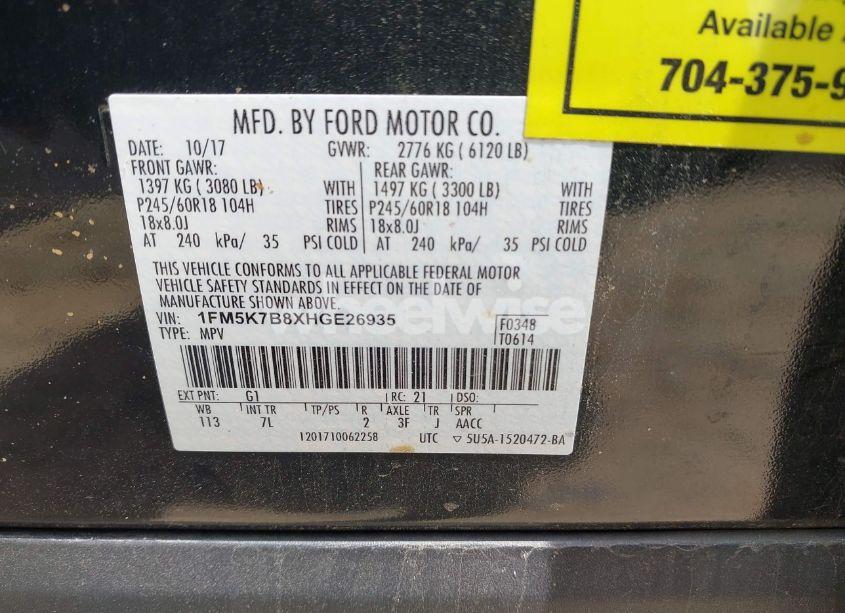 Available
704-375-9
MFD. BY FORD MOTOR CO.
DATE: 10/17 GVWR: 2776 KG ( 6120 LB)
FRONT GAWR: REAR GAWR:
1397 KG ( 3080 LB) WITH 1497 KG ( 3300 LB) WITH
P245/60R18 104H TIRES P245/60R18 104H TIRES
18x8.0J RIMS 18x8.0J RIMS
AT 240 kPa/ 35 PSI COLD AT 240 kPa/ 35 PSI COLD
THIS VEHICLE CONFORMS TO ALL APPLICABLE FEDERAL MOTOR
VEHICLE SAFETY STANDARDS IN EFFECT ON THE DATE OF
MANUFACTURE SHOWN ABOVE.
VIN: 1FM5K7B8XHGE26935 F0348
TYPE: MPV T0614
wheelwise
EXT PNT: G1 RC: 21 DSO:
WB INT TR TP/PS R AXLE TR SPR
113 7L 2 3F J AACC
1201710062258 UTC ▽ 5U5A-1520472-BA